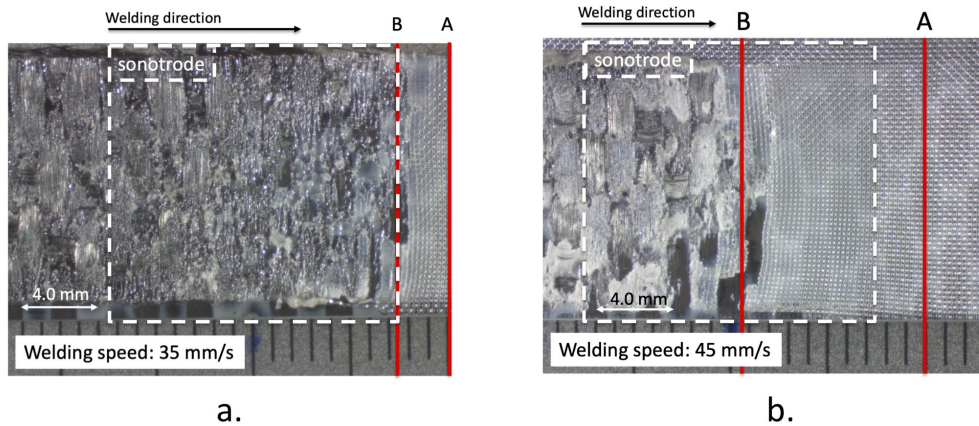 Welding direction
B
A
sonotrode
4.0 mm
Welding speed: 35 mm/s
a.
Welding direction
B
A
sonotrode
4.0 mm
Welding speed: 45 mm/s
b.